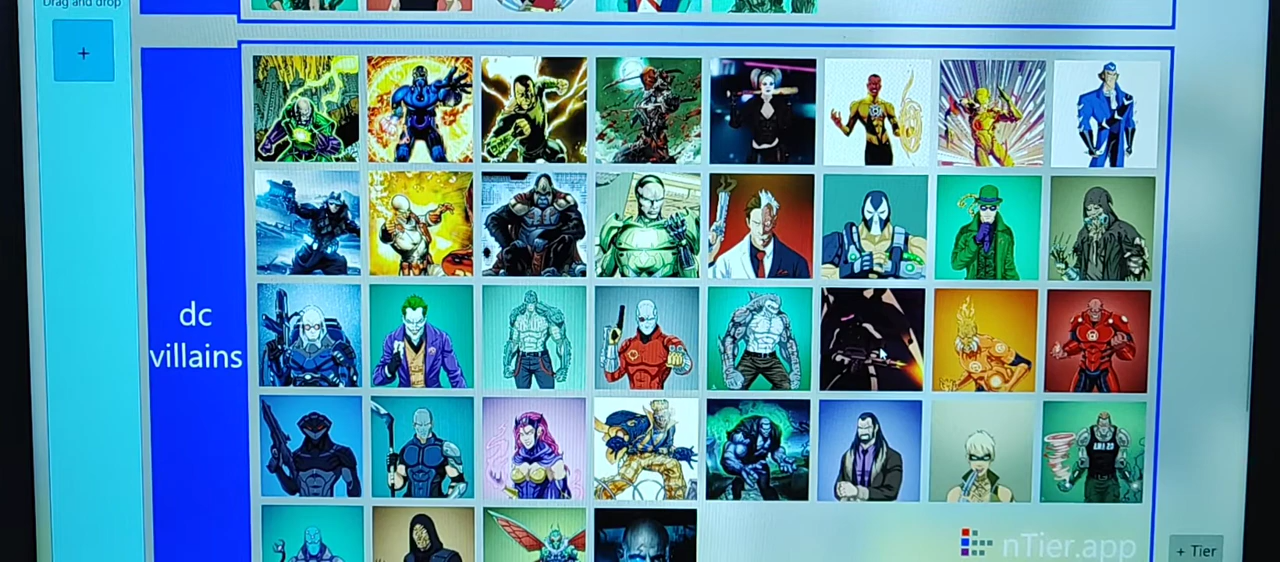 Drag and drop
+
dc
villains
nTier.app
+ Tier